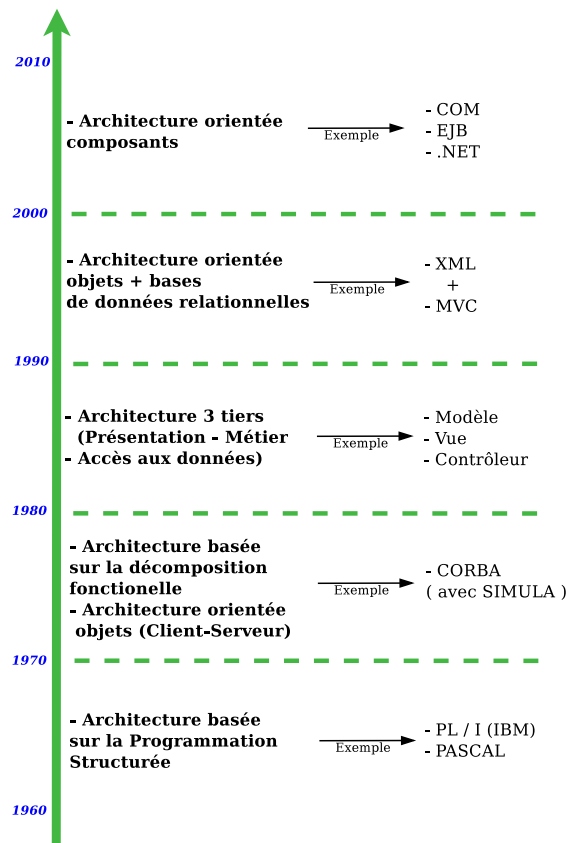 2010
- Architecture orientée
composants
Exemple
- COM
- EJB
- .NET
2000
- Architecture orientée
objets + bases
de données relationnelles
Exemple
- XML
+
- MVC
1990
- Architecture 3 tiers
(Présentation - Métier
- Accès aux données)
Exemple
- Modèle
- Vue
- Contrôleur
1980
- Architecture basée
sur la décomposition
fonctionelle
- Architecture orientée
objets (Client-Serveur)
Exemple
- CORBA
( avec SIMULA )
1970
- Architecture basée
sur la Programmation
Structurée
Exemple
- PL / I (IBM)
- PASCAL
1960